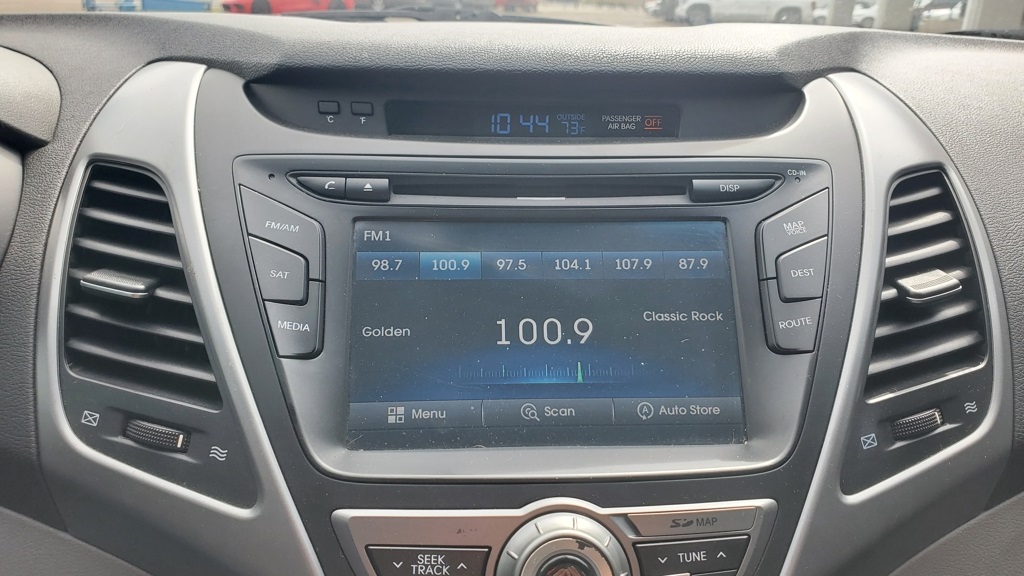 C F
10 44 OUTSIDE 73F
PASSENGER
AIR BAG OFF
CD-IN
DISP
FM/AM
SAT
MEDIA
FM1
98.7 100.9 97.5 104.1 107.9 87.9
Golden 100.9 Classic Rock
Menu Scan Auto Store
MAP
VOICE
DEST
ROUTE
SD MAP
SEEK
TRACK
TUNE